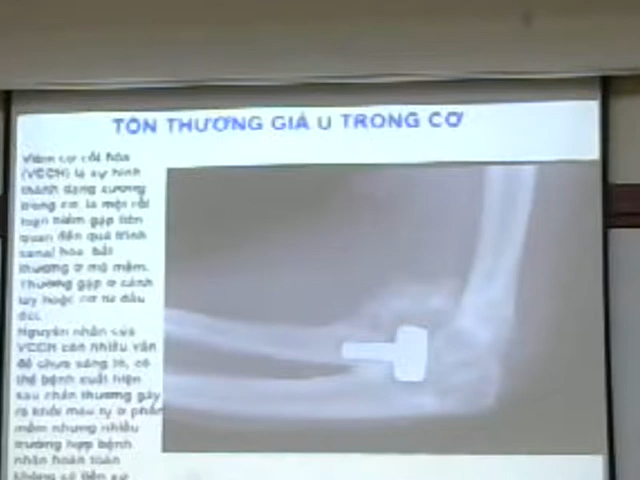 TỔN THƯƠNG GIẢ U TRONG CƠ
Viêm cơ cốt hóa
(VCCH) là sự hình
thành dạng xương
trong cơ, là một rối
loạn hiếm gặp liên
quan đến quá trình
canxi hóa bất
thường ở mô mềm.
Thường gặp ở cánh
tay hoặc cơ tứ đầu
đùi.
Nguyên nhân của
VCCH còn nhiều vấn
đề chưa sáng tỏ, có
thể bệnh xuất hiện
sau chấn thương gây
ra khối máu tụ ở phần
mềm nhưng nhiều
trường hợp bệnh
nhân hoàn toàn
không có tiền sử